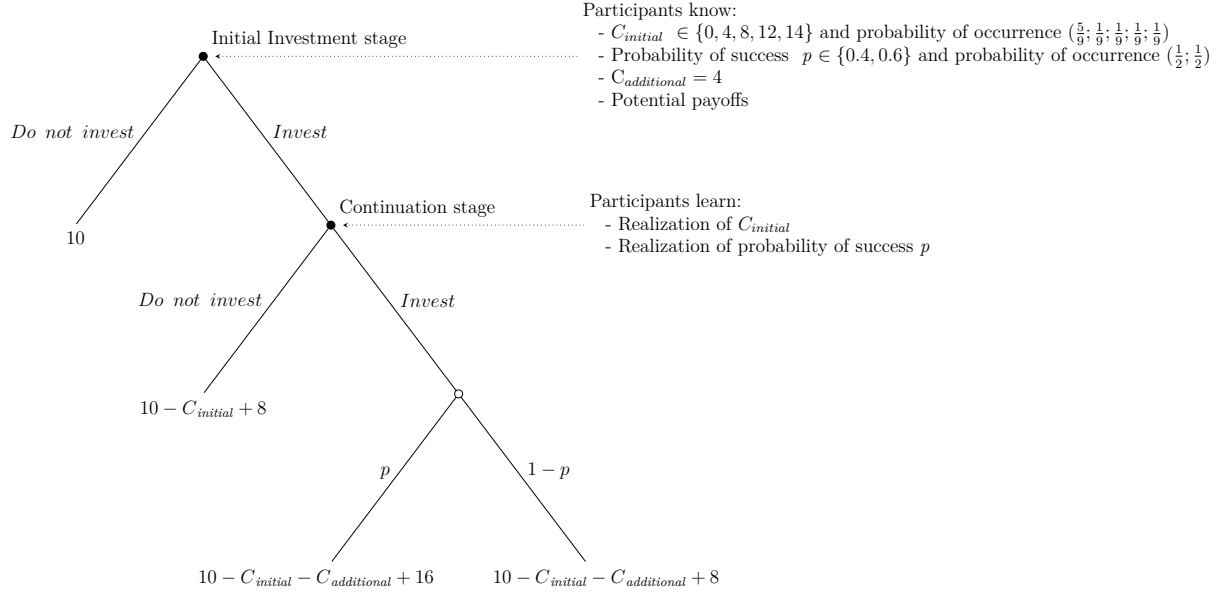 Participants know:
- C_initial ∈ {0, 4, 8, 12, 14} and probability of occurrence (5/9; 1/9; 1/9; 1/9; 1/9)
- Probability of success p ∈ {0.4, 0.6} and probability of occurrence (1/2; 1/2)
- C_additional = 4
- Potential payoffs
Initial Investment stage
Do not invest
Invest
Participants learn:
- Realization of C_initial
- Realization of probability of success p
Continuation stage
10
Do not invest
Invest
10 − C_initial + 8
p
1 − p
10 − C_initial − C_additional + 16
10 − C_initial − C_additional + 8